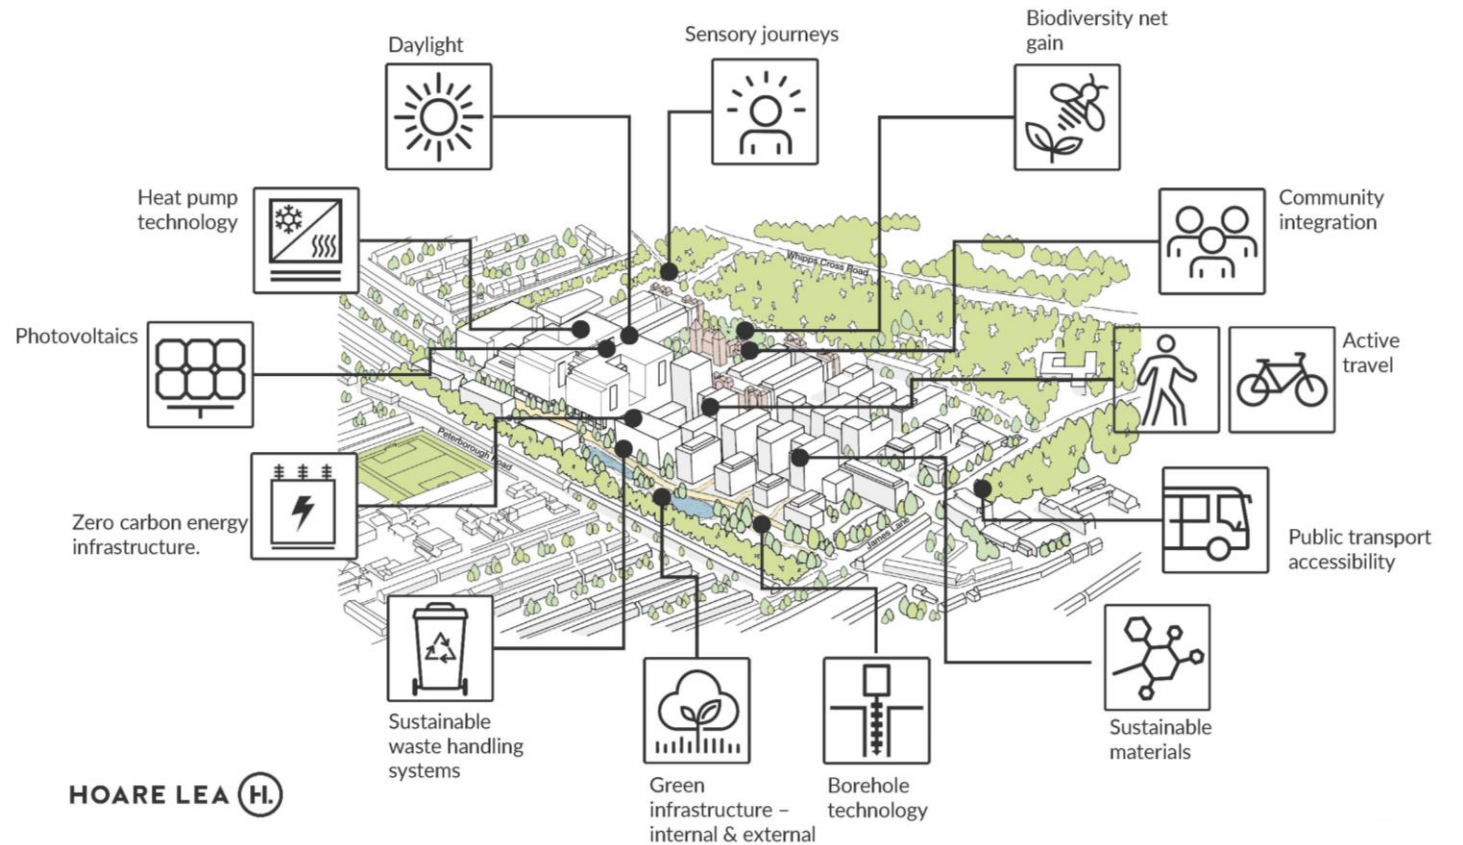 Daylight
Sensory journeys
Biodiversity net
gain
Heat pump
technology
Community
integration
Whipps Cross Road
Photovoltaics
Active
travel
Peterborough Road
Zero carbon energy
infrastructure.
James Lane
Public transport
accessibility
Sustainable
waste handling
systems
Green
infrastructure –
internal & external
Borehole
technology
Sustainable
materials
HOARE LEA H.